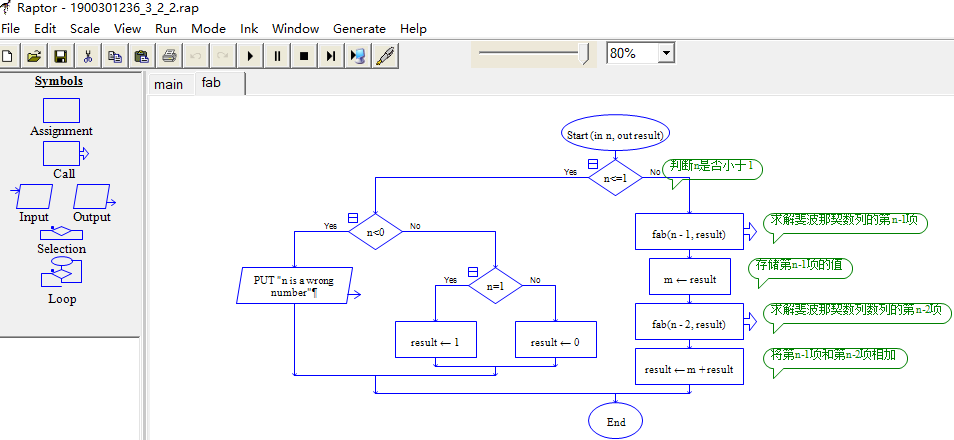 Raptor - 1900301236_3_2_2.rap
File Edit Scale View Run Mode Ink Window Generate Help
80%
Symbols
Assignment
Call
Input Output
Selection
Loop
main fab
Start (in n, out result)
判断n是否小于1
Yes n<=1 No
fab(n - 1, result)
求解斐波那契数列的第n-1项
Yes n<0 No
PUT "n is a wrong
number"¶
m ← result
存储第n-1项的值
Yes n=1 No
fab(n - 2, result)
求解斐波那契数列数列的第n-2项
result ← 1
result ← 0
result ← m + result
将第n-1项和第n-2项相加
End